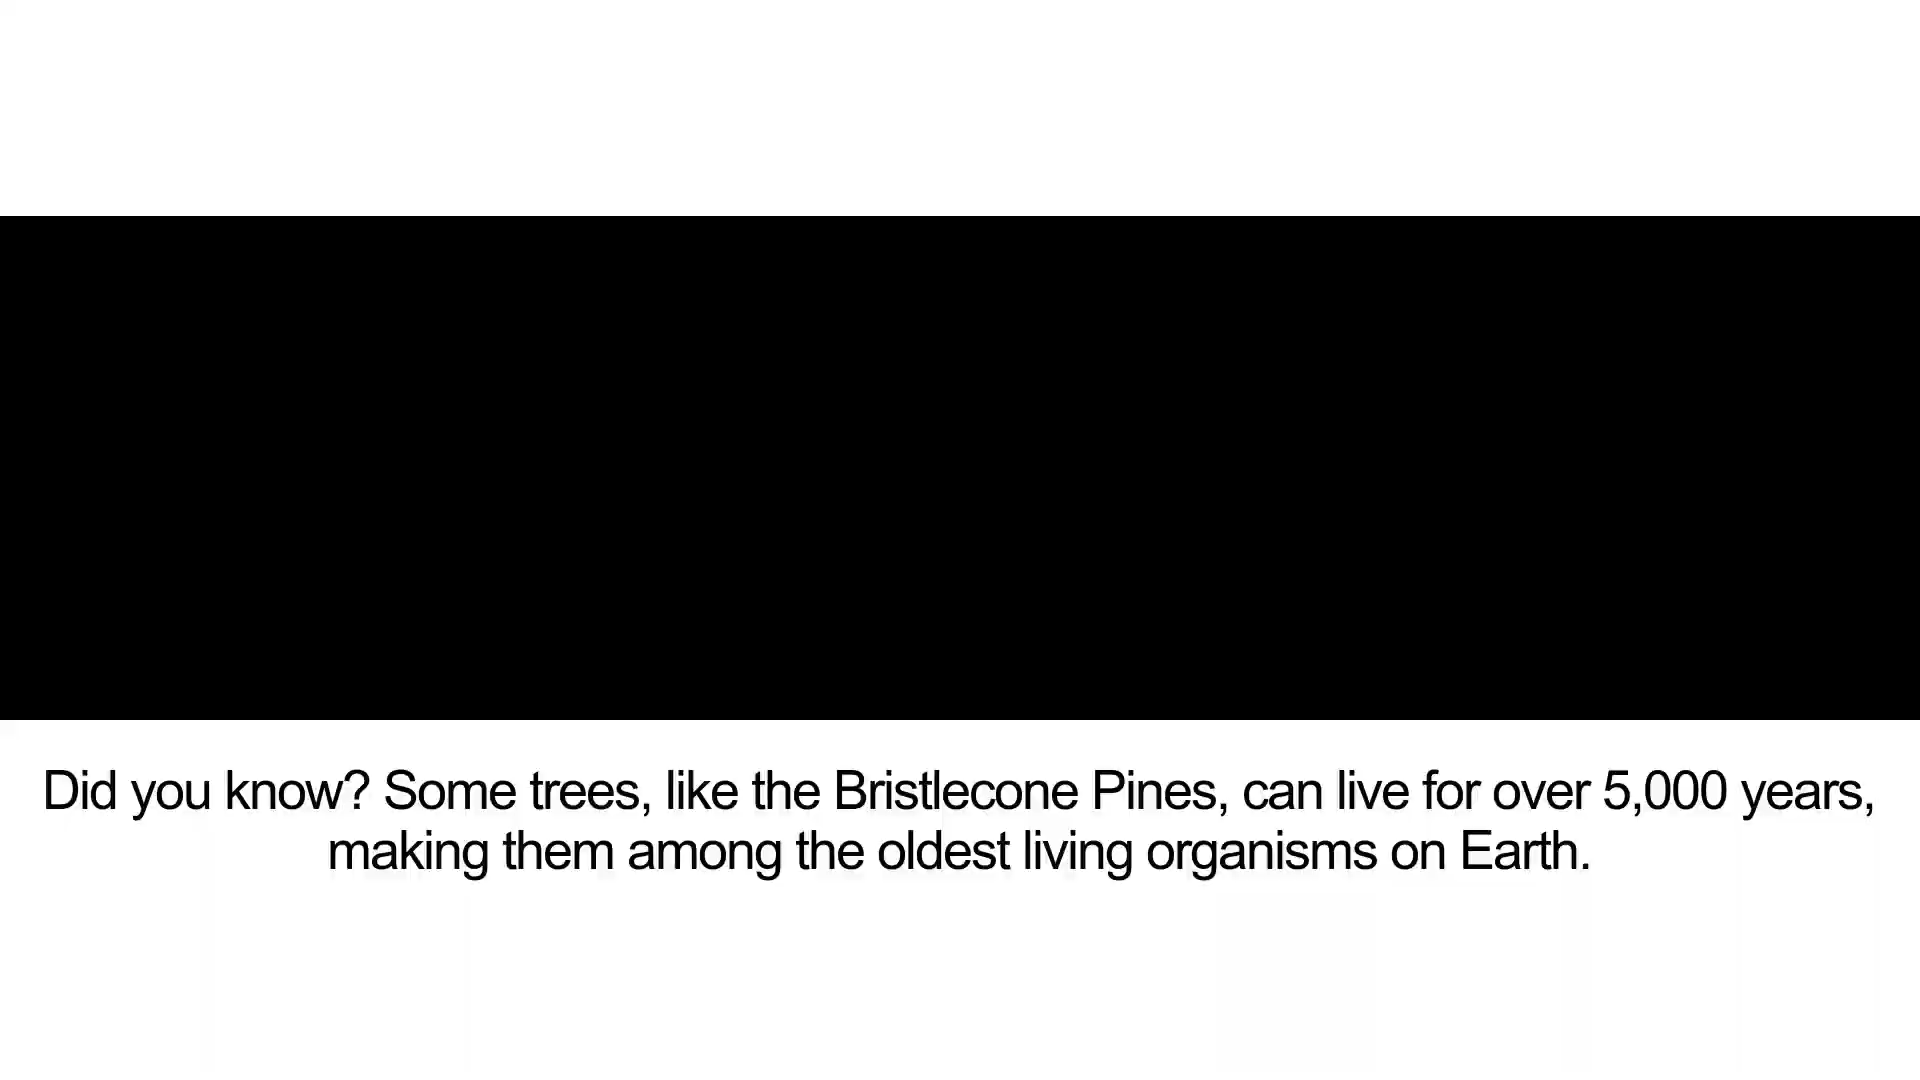 Did you know? Some trees, like the Bristlecone Pines, can live for over 5,000 years,
making them among the oldest living organisms on Earth.